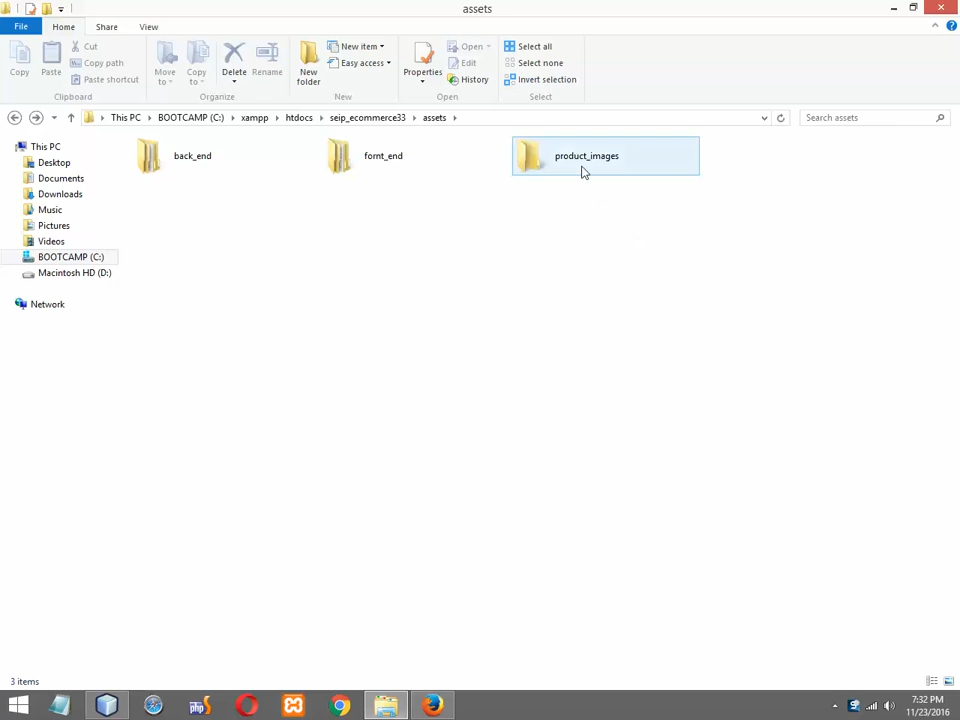 assets
File Home Share View
Copy Paste Cut Copy path Paste shortcut
Move to Copy to Delete Rename
New folder New item Easy access
Properties Open Edit History
Select all Select none Invert selection
Clipboard Organize New Open Select
This PC BOOTCAMP (C:) xampp htdocs seip_ecommerce33 assets Search assets
This PC
Desktop
Documents
Downloads
Music
Pictures
Videos
BOOTCAMP (C:)
Macintosh HD (D:)
Network
back_end fornt_end product_images
3 items
php
7:32 PM
11/23/2016